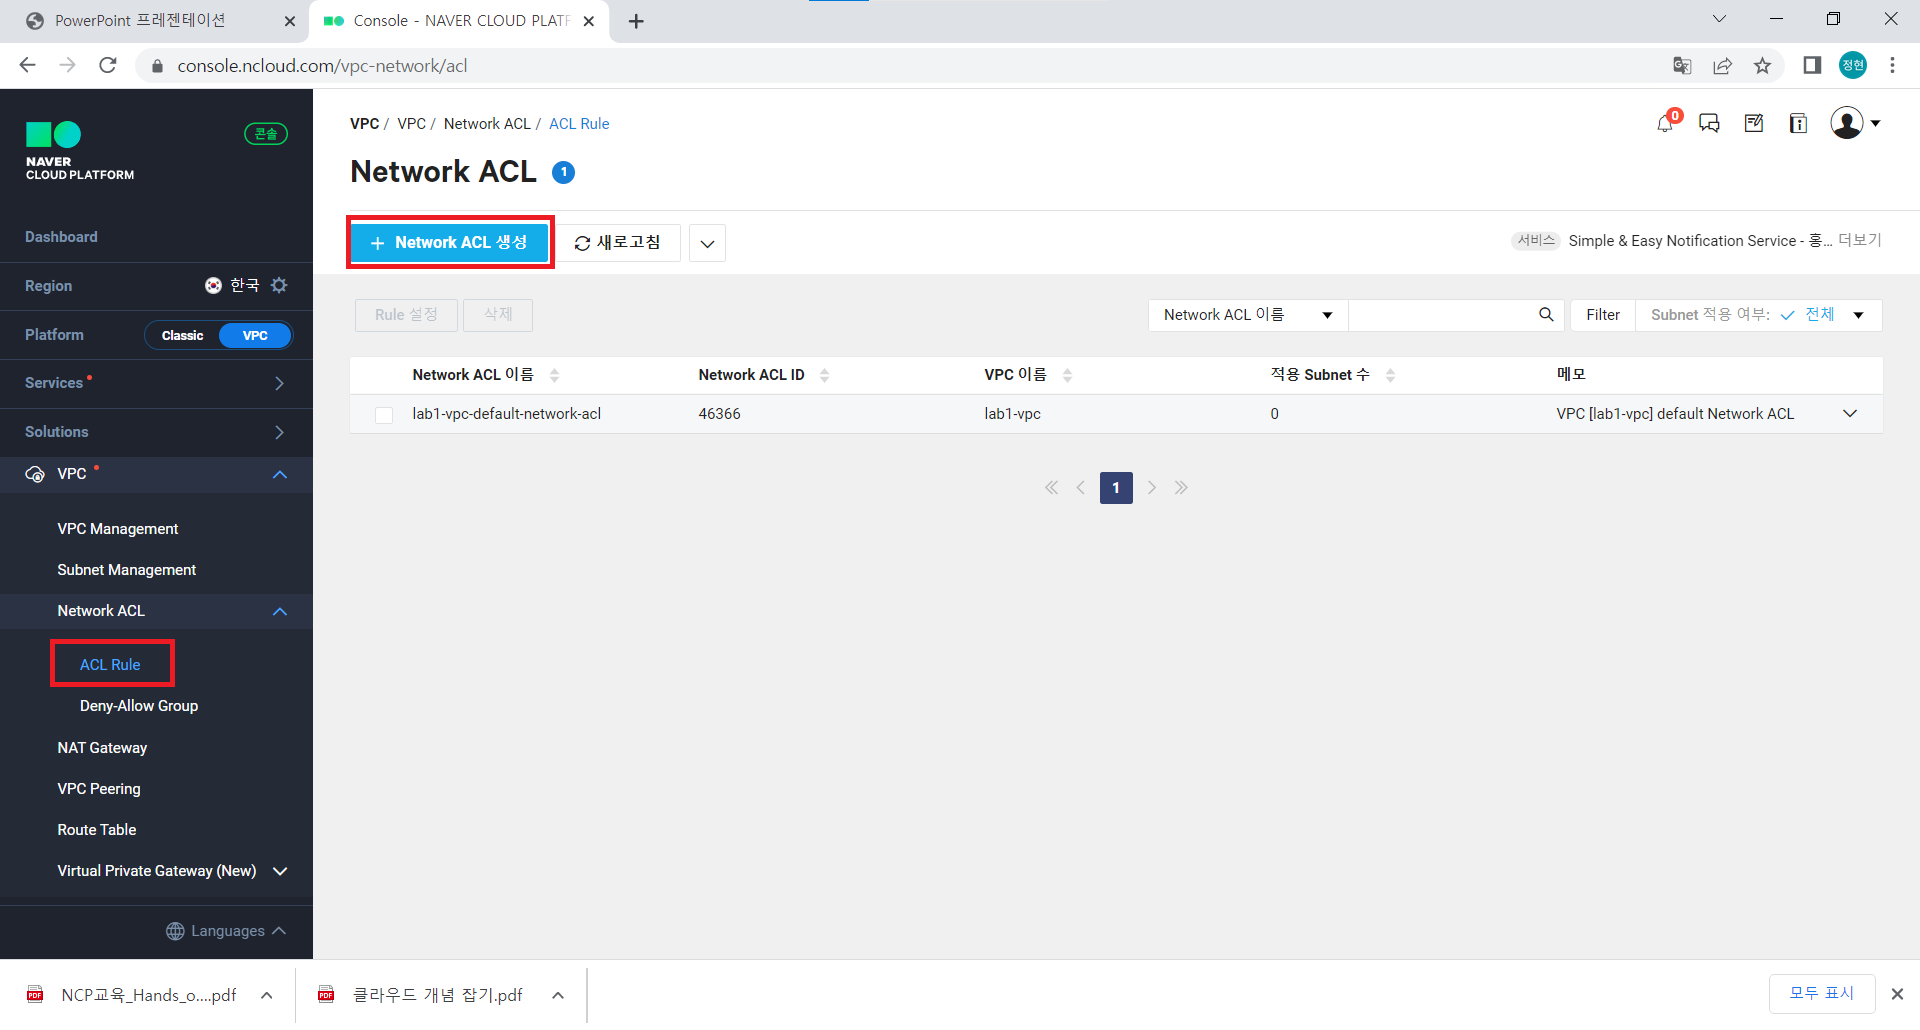 PowerPoint 프레젠테이션
Console - NAVER CLOUD PLATF
console.ncloud.com/vpc-network/acl
정현
NAVER
CLOUD PLATFORM
콘솔
Dashboard
Region 한국
Platform Classic VPC
Services
Solutions
VPC
VPC Management
Subnet Management
Network ACL
ACL Rule
Deny-Allow Group
NAT Gateway
VPC Peering
Route Table
Virtual Private Gateway (New)
Languages
VPC / VPC / Network ACL / ACL Rule
0
Network ACL 1
+ Network ACL 생성 새로고침
서비스 Simple & Easy Notification Service - 홍... 더보기
Rule 설정 삭제
Network ACL 이름 Filter Subnet 적용 여부: 전체
Network ACL 이름 Network ACL ID VPC 이름 적용 Subnet 수 메모
lab1-vpc-default-network-acl 46366 lab1-vpc 0 VPC [lab1-vpc] default Network ACL
1
PDF NCP교육_Hands_o....pdf
PDF 클라우드 개념 잡기.pdf
모두 표시